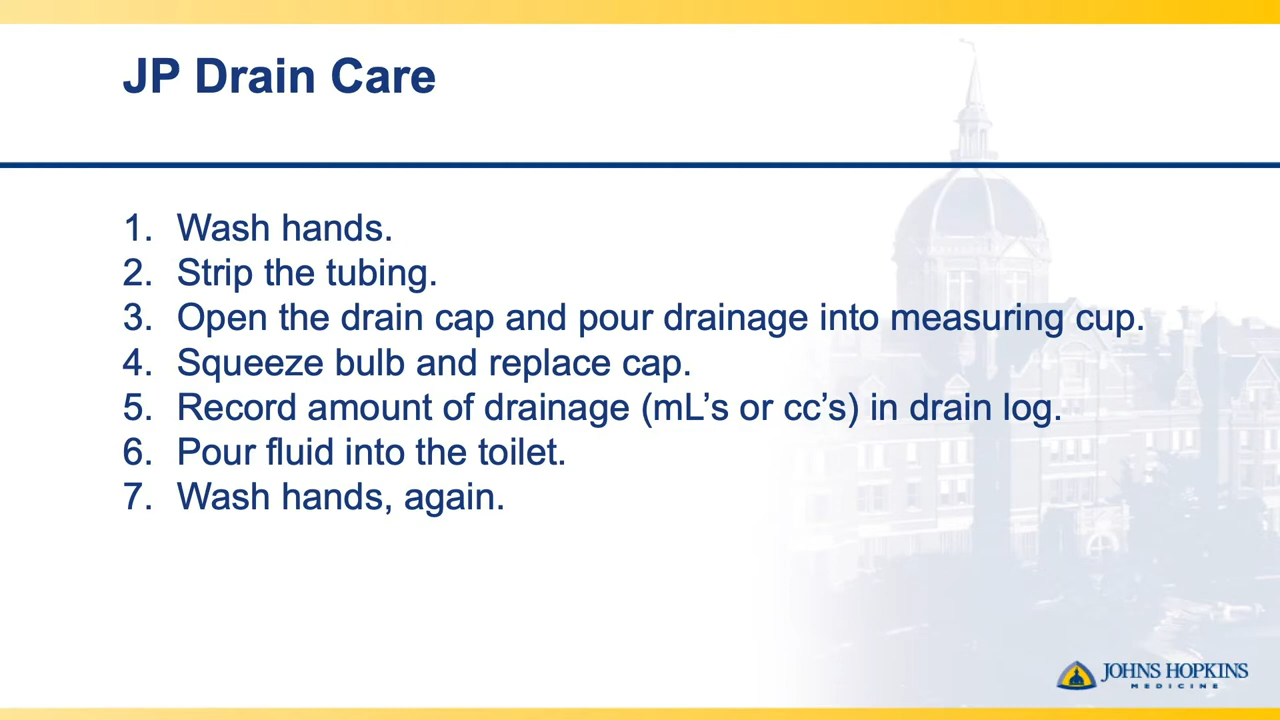 JP Drain Care
1. Wash hands.
2. Strip the tubing.
3. Open the drain cap and pour drainage into measuring cup.
4. Squeeze bulb and replace cap.
5. Record amount of drainage (mL’s or cc’s) in drain log.
6. Pour fluid into the toilet.
7. Wash hands, again.
JOHNS HOPKINS
MEDICINE